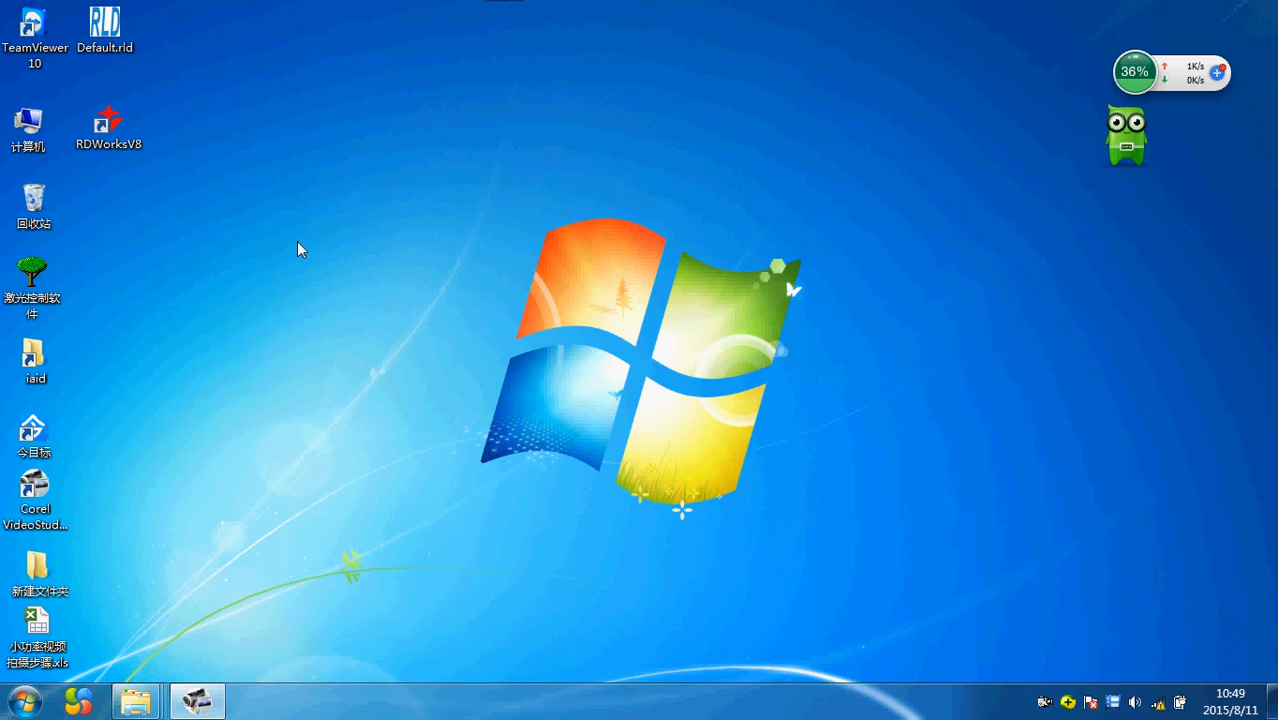 TeamViewer
10
RLD
Default.rld
计算机
RDWorksV8
回收站
激光控制软
件
iaid
今目标
Corel
VideoStud...
新建文件夹
小功率视频
拍摄步骤.xls
36%
1K/s
0K/s
10:49
2015/8/11